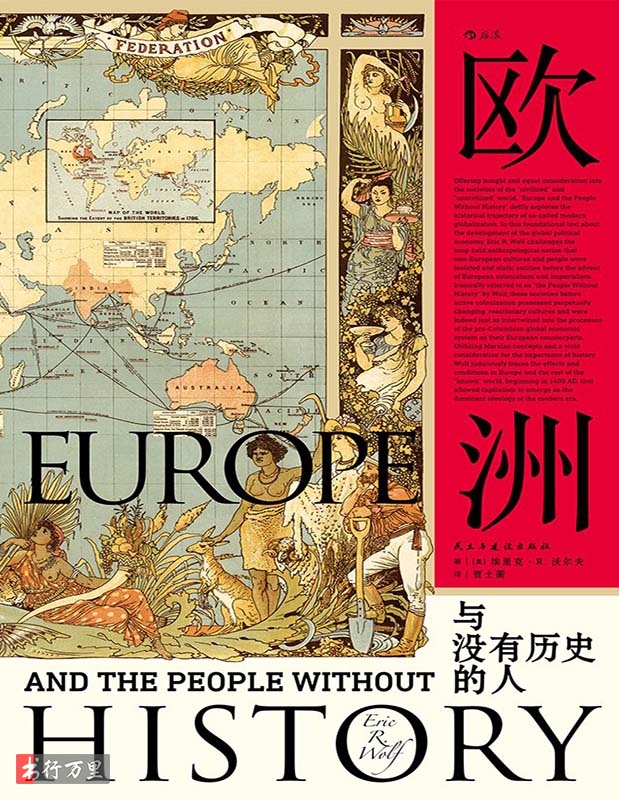 后浪
FEDERATION
欧
洲
Offering insight and equal consideration into
the societies of the "civilized" and
"uncivilized" world, "Europe and the People
Without History" deftly explores the
historical trajectory of so-called modern
globalization. In this foundational text about
the development of the global political
economy, Eric R. Wolf challenges the
long-held anthropological notion that
non-European cultures and people were
isolated and static entities before the advent
of European colonialism and imperialism.
Ironically referred to as "the People Without
History" by Wolf, these societies before
active colonization possessed perpetually
changing, reactionary cultures and were
indeed just as intertwined into the processes
of the pre-Columbian global economic
system as their European counterparts.
Utilizing Marxian concepts and a vivid
consideration for the importance of history,
Wolf judiciously traces the effects and
conditions in Europe and the rest of the
"known" world, beginning in 1400 AD, that
allowed capitalism to emerge as the
dominant ideology of the modern era.
MAP OF THE WORLD.
SHOWING THE EXTENT OF THE BRITISH TERRITORIES IN 1786.
ASIA
NORTH
PACIFIC
OCEAN
INDIA
AUSTRALIA
EUROPE
民主与建设出版社
著 [美] 埃里克·R. 沃尔夫
译 贾士蘅
与
没有历史
的人
AND THE PEOPLE WITHOUT
HISTORY
Eric
R.
Wolf
书行万里